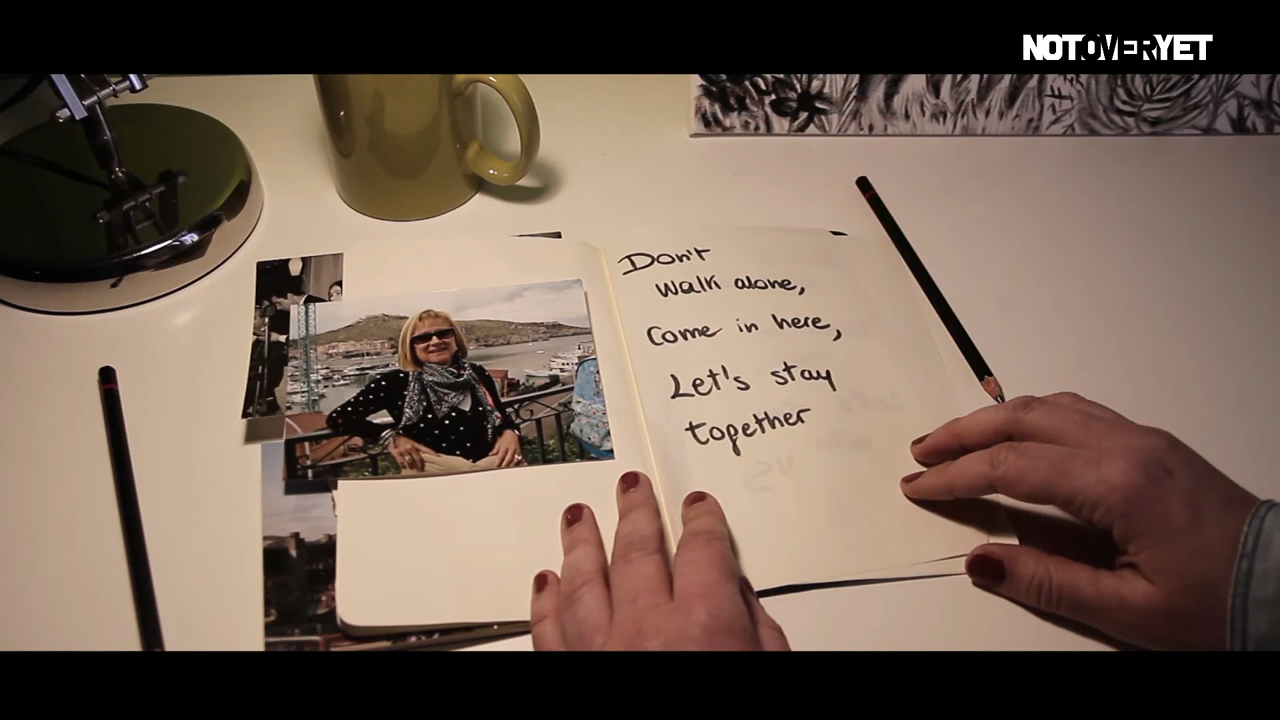 NOTOVERYET
Don't
walk alone,
Come in here,
Let's stay
together